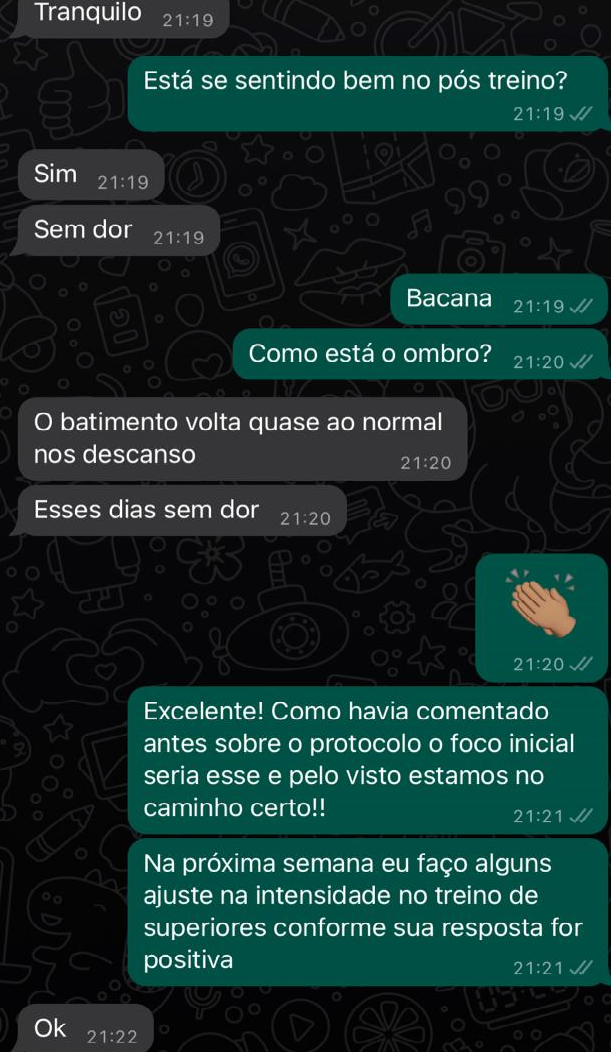 Tranquilo 21:19
Está se sentindo bem no pós treino?
21:19
Sim 21:19
Sem dor 21:19
Bacana 21:19
Como está o ombro? 21:20
O batimento volta quase ao normal
nos descanso 21:20
Esses dias sem dor 21:20
21:20
Excelente! Como havia comentado
antes sobre o protocolo o foco inicial
seria esse e pelo visto estamos no
caminho certo!! 21:21
Na próxima semana eu faço alguns
ajuste na intensidade no treino de
superiores conforme sua resposta for
positiva 21:21
Ok 21:22